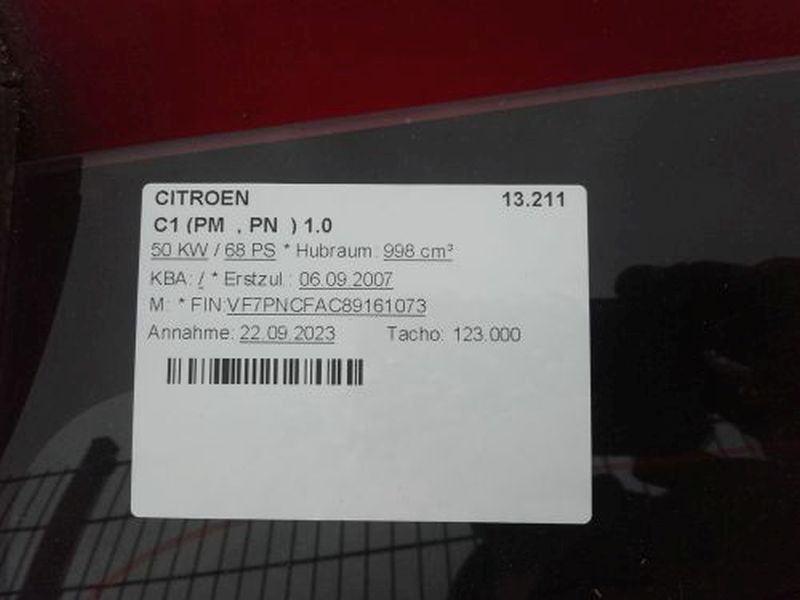 CITROEN 13.211
C1 (PM , PN ) 1.0
50 KW / 68 PS * Hubraum: 998 cm³
KBA: / * Erstzul.: 06.09.2007
M: * FIN:VF7PNCFAC89161073
Annahme: 22.09.2023 Tacho: 123.000